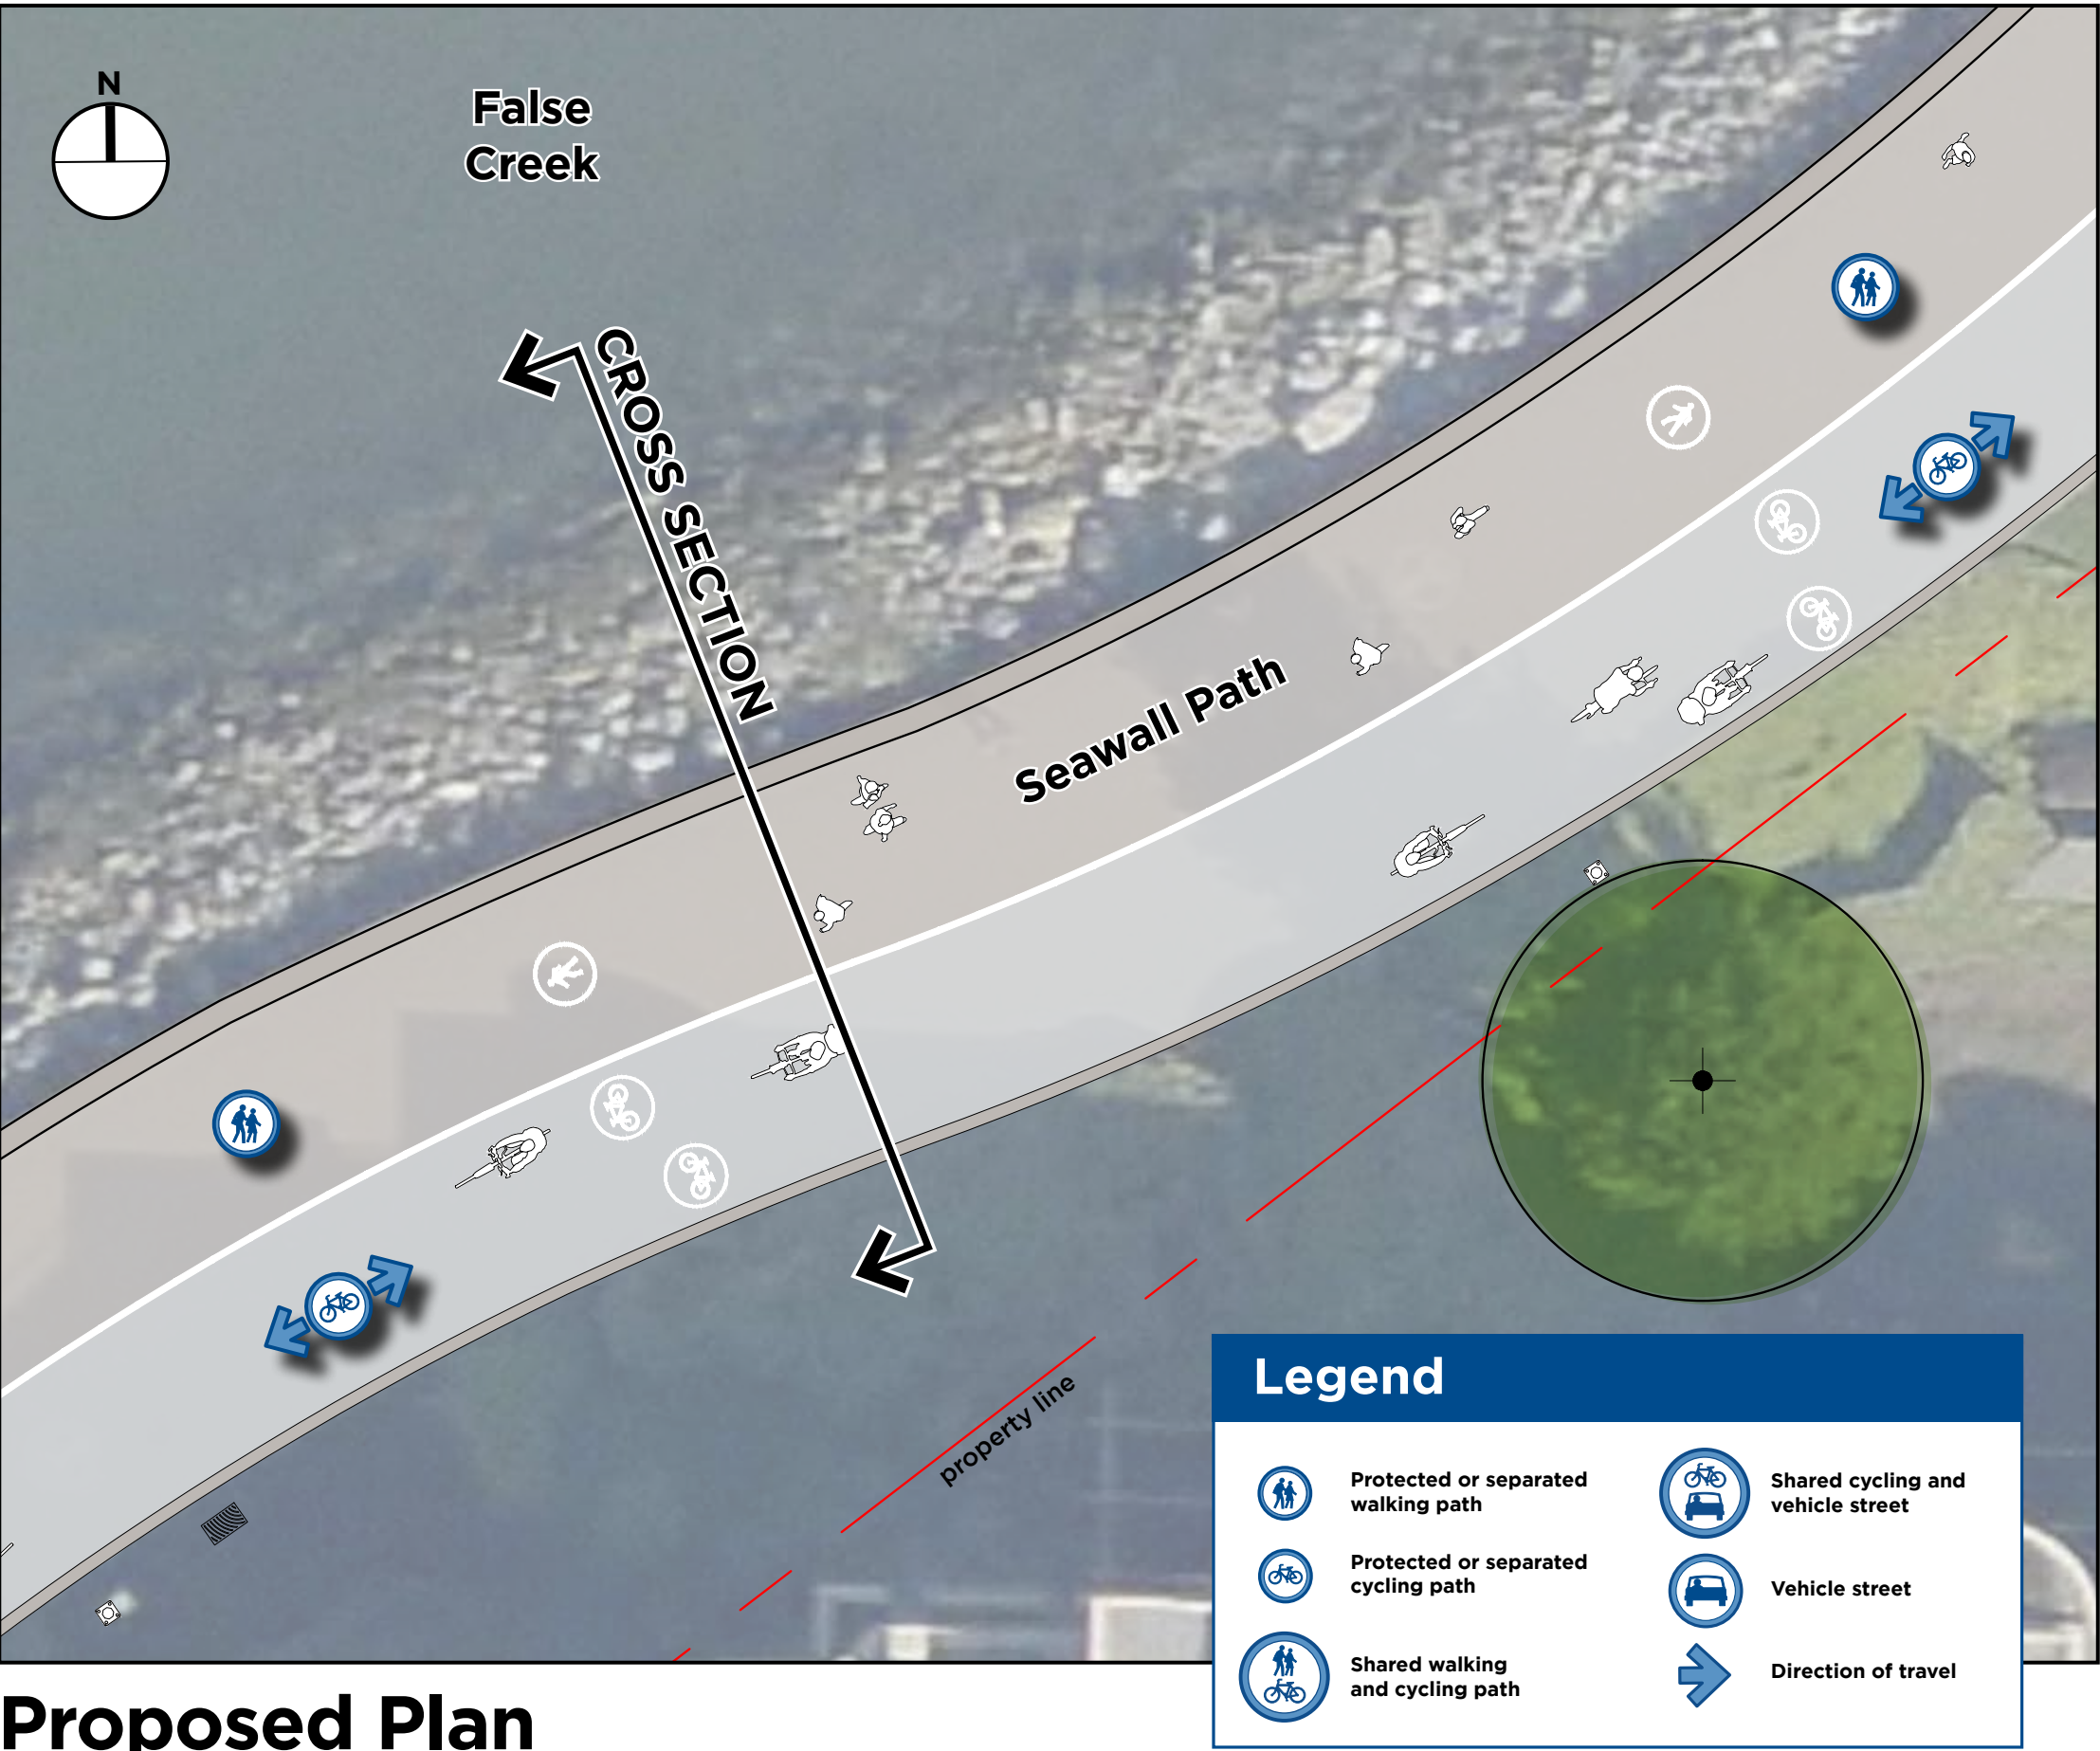 N
False
Creek
CROSS SECTION
Seawall Path
property line
Legend
Protected or separated
walking path
Protected or separated
cycling path
Shared walking
and cycling path
Shared cycling and
vehicle street
Vehicle street
Direction of travel
Proposed Plan